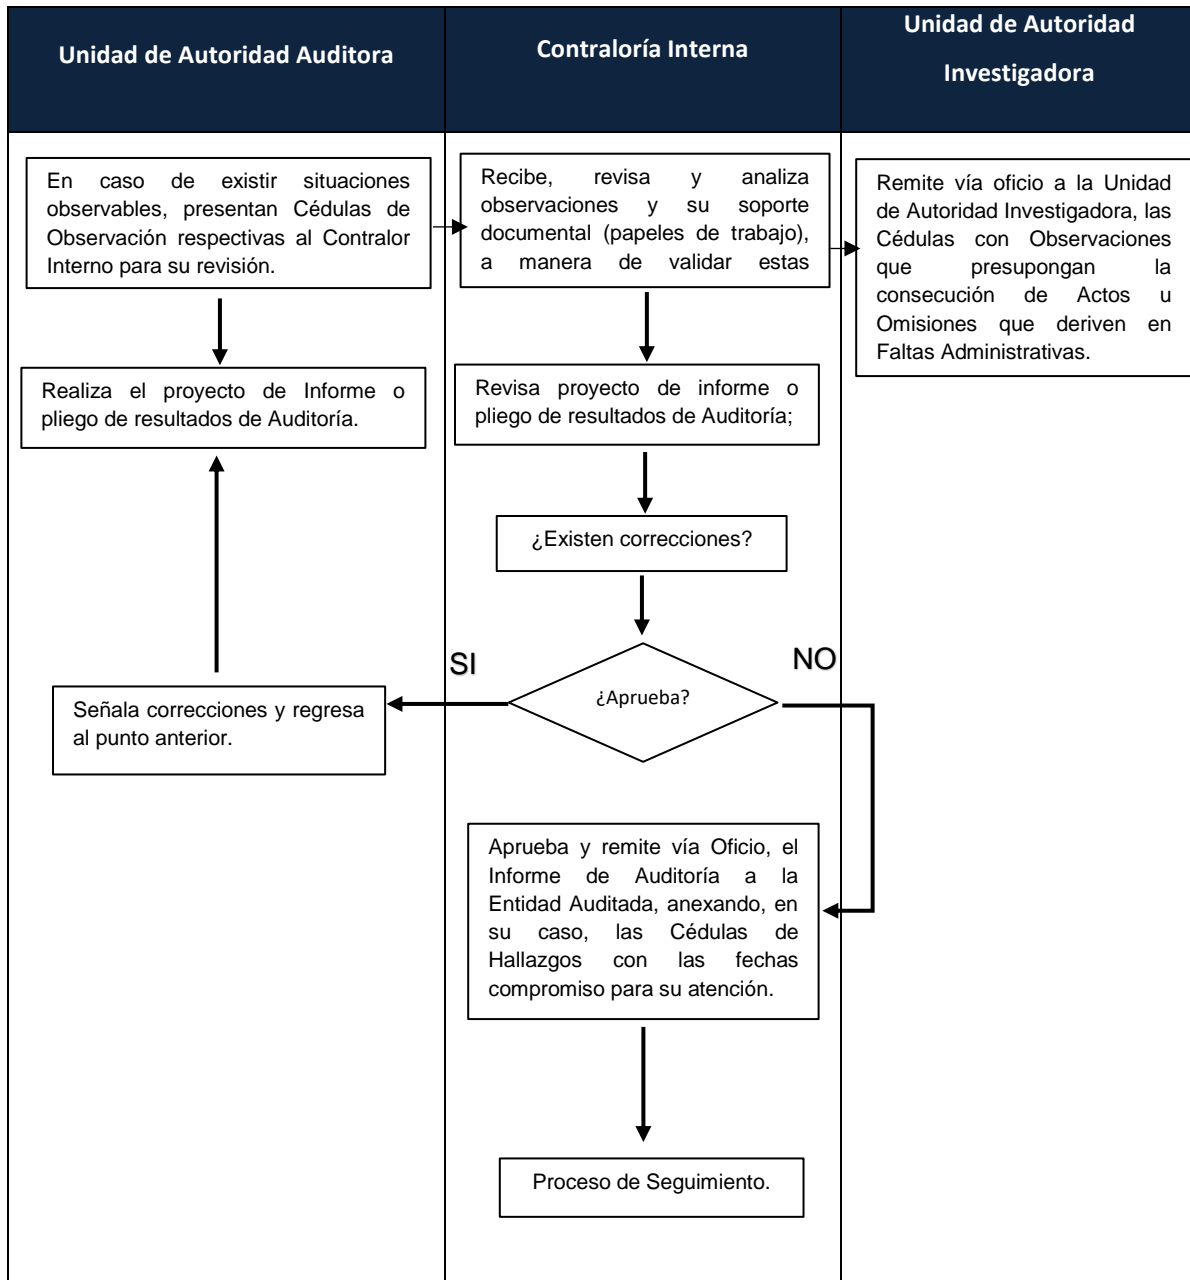 Unidad de Autoridad Auditora
Contraloría Interna
Unidad de Autoridad
Investigadora
En caso de existir situaciones
observables, presentan Cédulas de
Observación respectivas al Contralor
Interno para su revisión.
Recibe, revisa y analiza
observaciones y su soporte
documental (papeles de trabajo),
a manera de validar estas
Remite vía oficio a la Unidad
de Autoridad Investigadora, las
Cédulas con Observaciones
que presupongan la
consecución de Actos u
Omisiones que deriven en
Faltas Administrativas.
Realiza el proyecto de Informe o
pliego de resultados de Auditoría.
Revisa proyecto de informe o
pliego de resultados de Auditoría;
¿Existen correcciones?
SI
NO
¿Aprueba?
Señala correcciones y regresa
al punto anterior.
Aprueba y remite vía Oficio, el
Informe de Auditoría a la
Entidad Auditada, anexando, en
su caso, las Cédulas de
Hallazgos con las fechas
compromiso para su atención.
Proceso de Seguimiento.